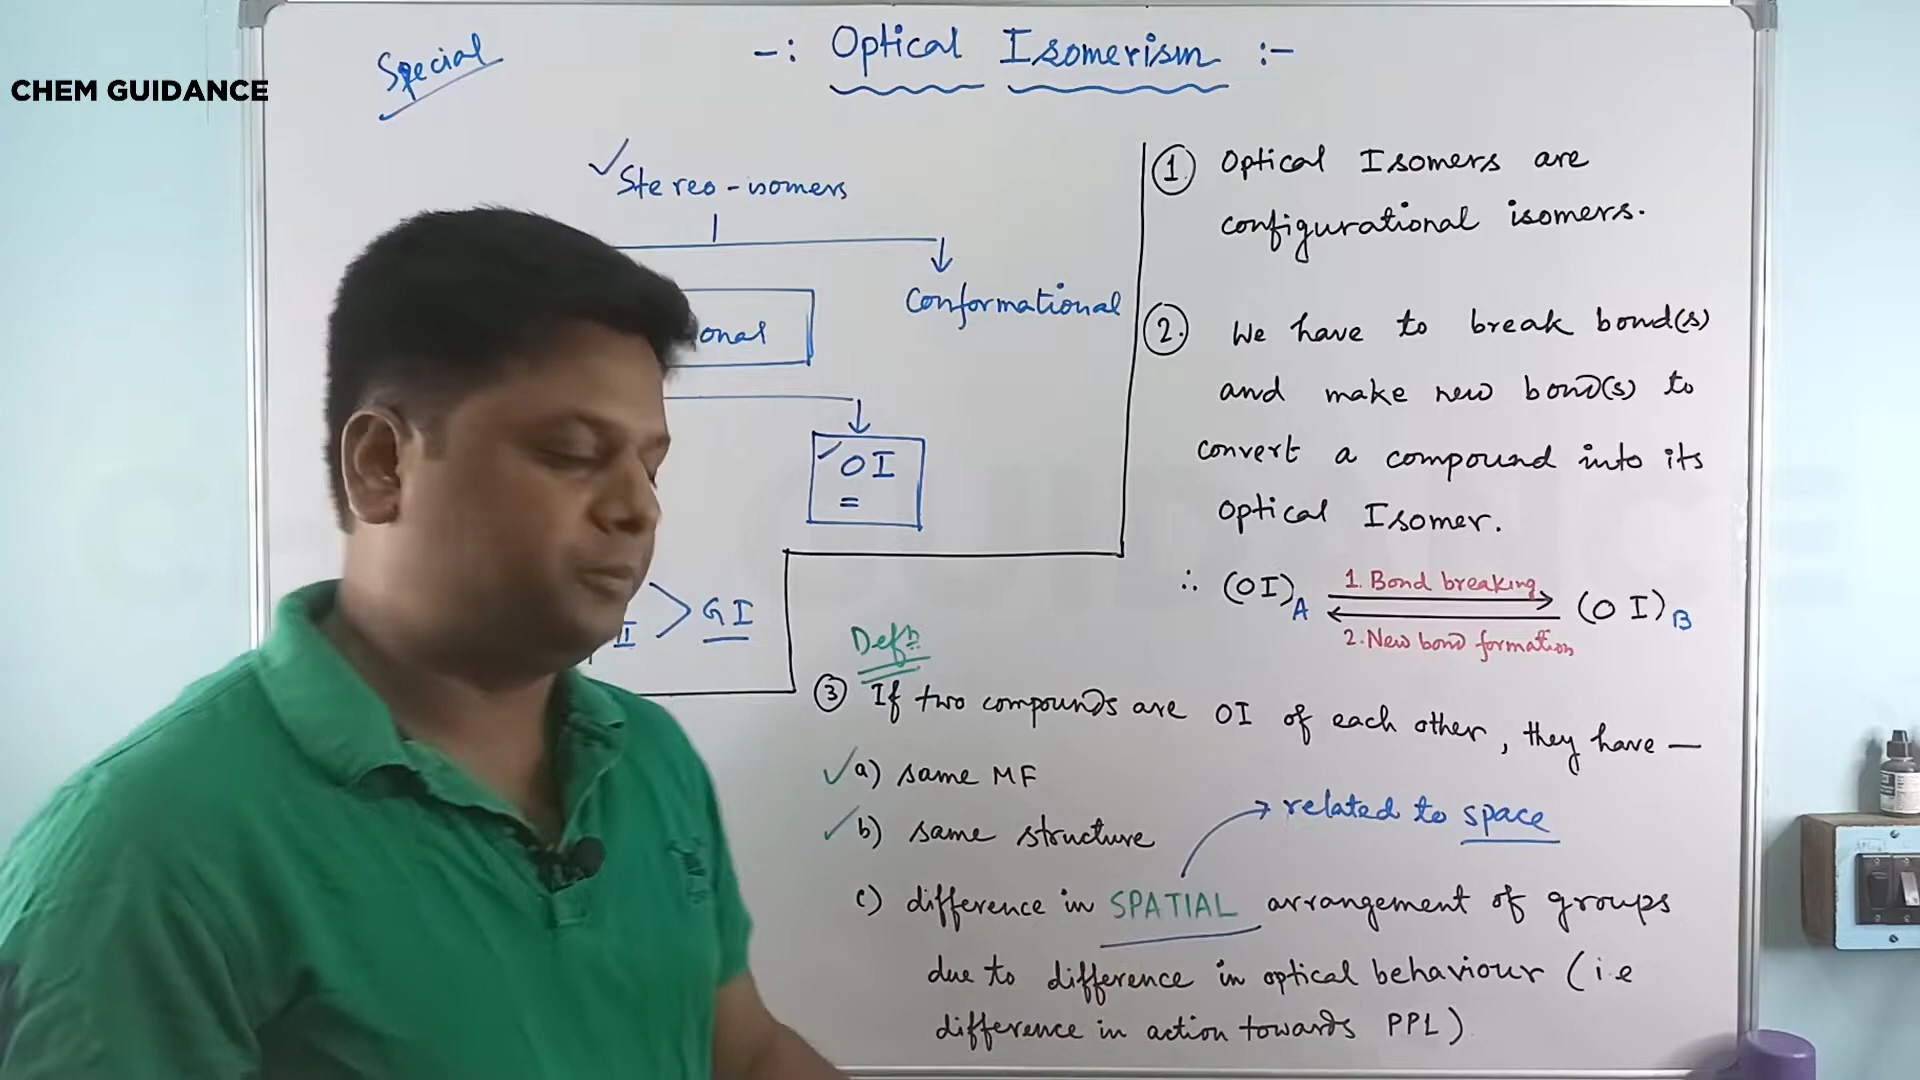 CHEM GUIDANCE
Special
-: Optical Isomerism :-
Stereo-isomers
Conformational
onal
OI
=
II > GI
① Optical Isomers are
configurational isomers.
② We have to break bond(s)
and make new bond(s) to
convert a compound into its
Optical Isomer.
∴ (OI)A 1. Bond breaking (OI)B
2. New bond formation
Defn
③ If two compounds are OI of each other, they have —
✓a) same MF
✓b) same structure
→ related to space
c) difference in SPATIAL arrangement of groups
due to difference in optical behaviour (i.e
difference in action towards PPL)